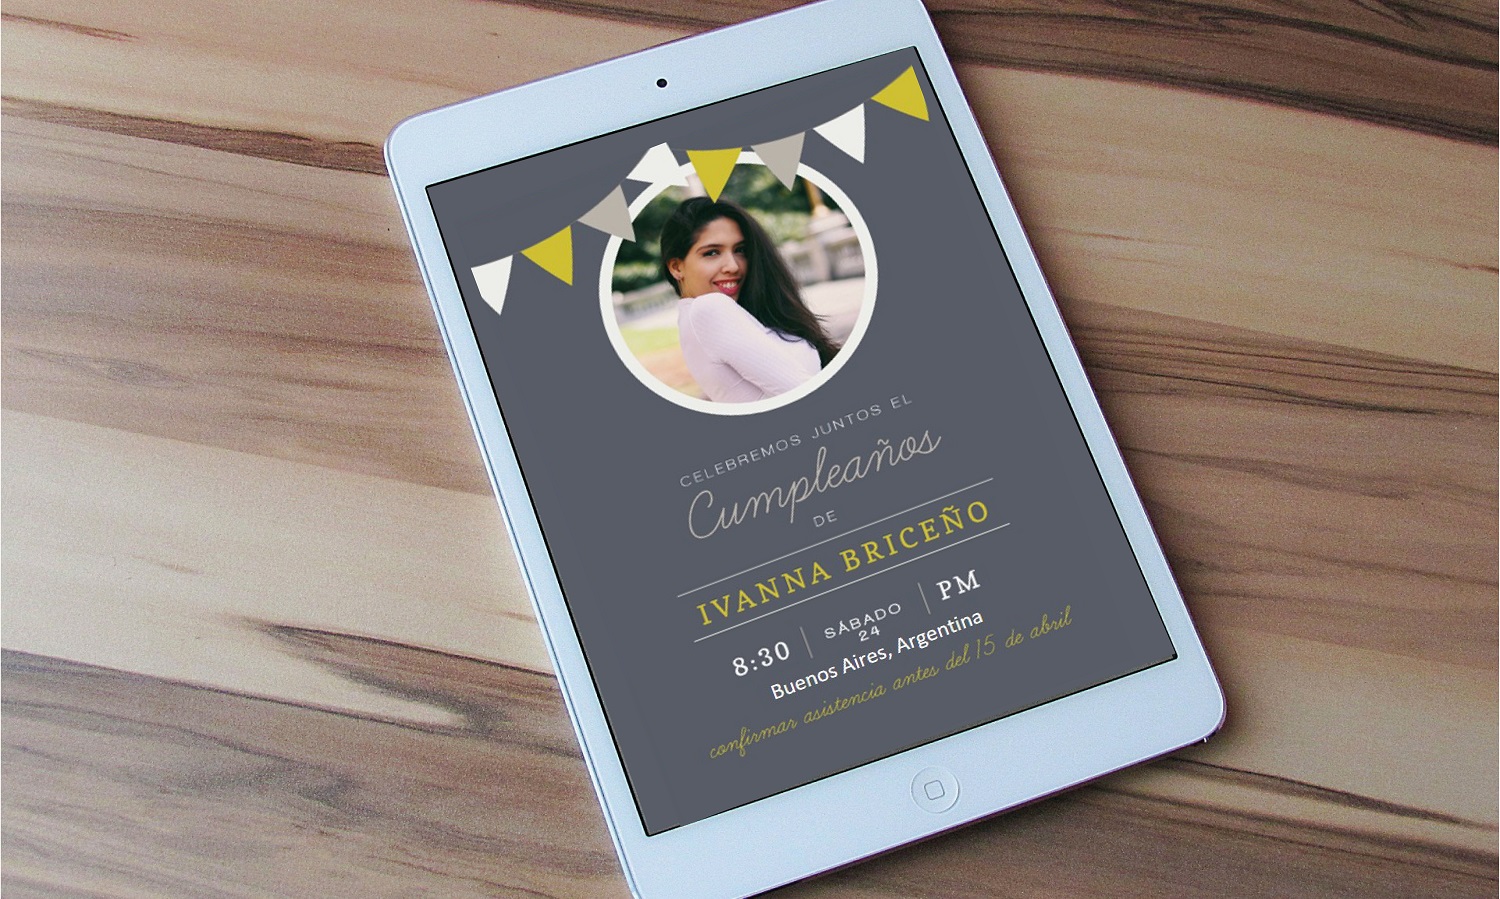 CELEBREMOS JUNTOS EL
Cumpleaños
DE
IVANNA BRICEÑO
8:30 | SÁBADO 24 | PM
Buenos Aires, Argentina
confirmar asistencia antes del 15 de abril